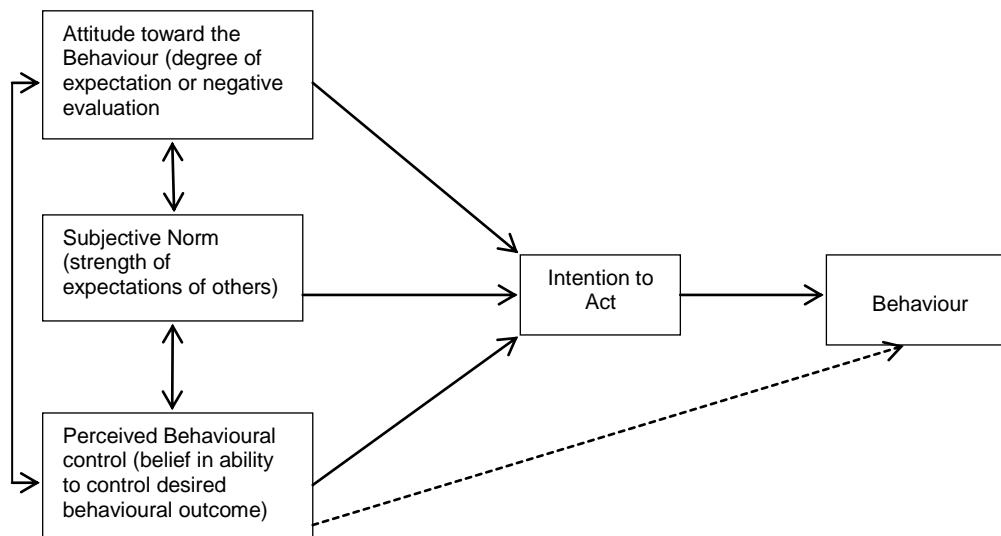 Attitude toward the
Behaviour (degree of
expectation or negative
evaluation
Subjective Norm
(strength of
expectations of others)
Intention to
Act
Behaviour
Perceived Behavioural
control (belief in ability
to control desired
behavioural outcome)